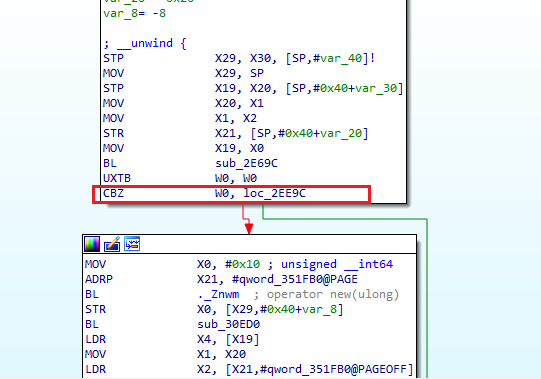 var_8= -8
; __unwind {
STP X29, X30, [SP,#var_40]!
MOV X29, SP
STP X19, X20, [SP,#0x40+var_30]
MOV X20, X1
MOV X1, X2
STR X21, [SP,#0x40+var_20]
MOV X19, X0
BL sub_2E69C
UXTB W0, W0
CBZ W0, loc_2EE9C
MOV X0, #0x10 ; unsigned __int64
ADRP X21, #qword_351FB0@PAGE
BL ._Znwm ; operator new(ulong)
STR X0, [X29,#0x40+var_8]
BL sub_30ED0
LDR X4, [X19]
MOV X1, X20
LDR X2, [X21,#qword_351FB0@PAGEOFF]